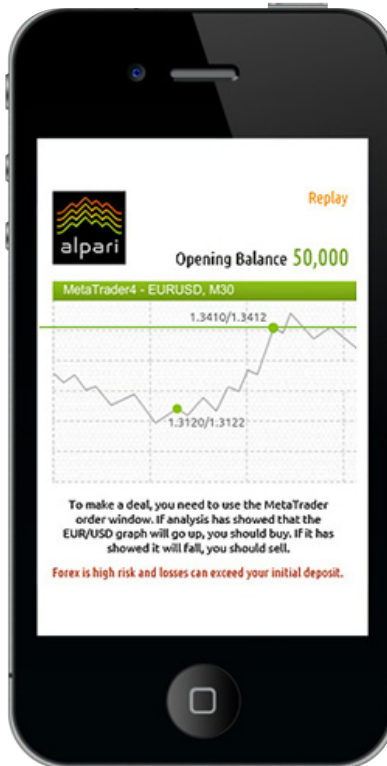 Replay
alpari
Opening Balance 50,000
MetaTrader4 - EURUSD, M30
1.3410/1.3412
1.3120/1.3122
To make a deal, you need to use the MetaTrader
order window. If analysis has showed that the
EUR/USD graph will go up, you should buy. If it has
showed it will fall, you should sell.
Forex is high risk and losses can exceed your initial deposit.